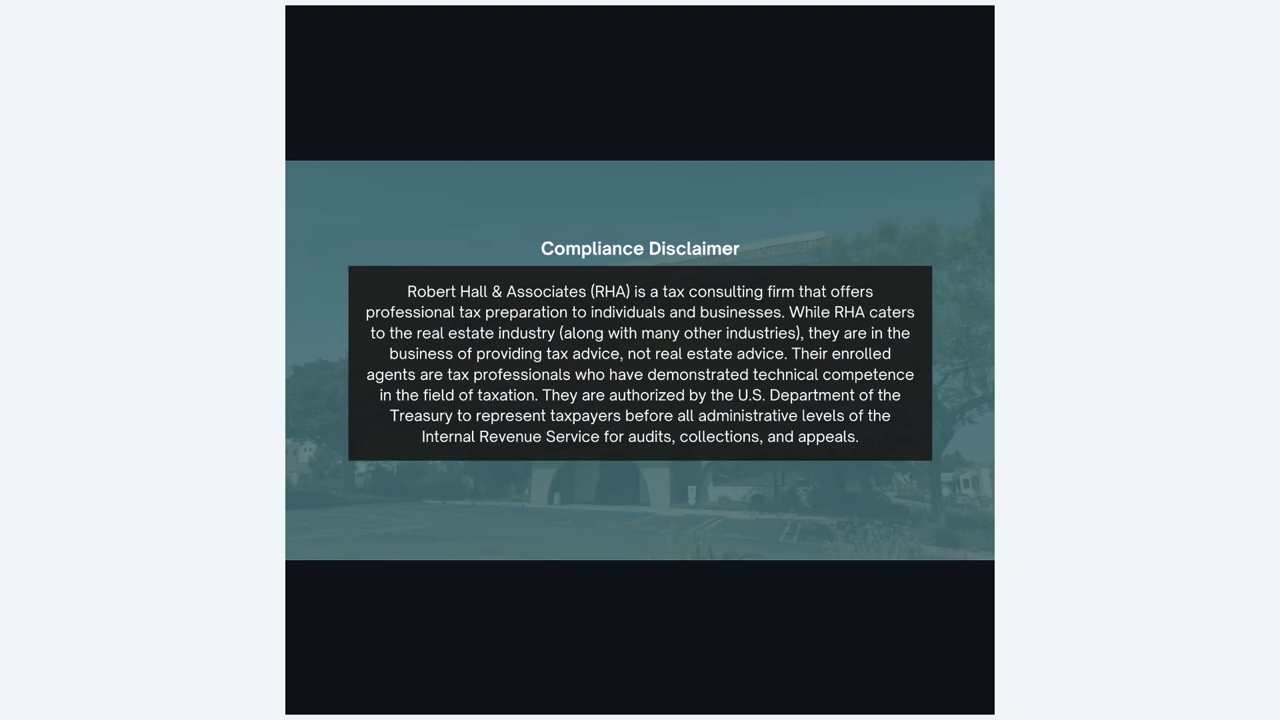 Compliance Disclaimer
Robert Hall & Associates (RHA) is a tax consulting firm that offers
professional tax preparation to individuals and businesses. While RHA caters
to the real estate industry (along with many other industries), they are in the
business of providing tax advice, not real estate advice. Their enrolled
agents are tax professionals who have demonstrated technical competence
in the field of taxation. They are authorized by the U.S. Department of the
Treasury to represent taxpayers before all administrative levels of the
Internal Revenue Service for audits, collections, and appeals.